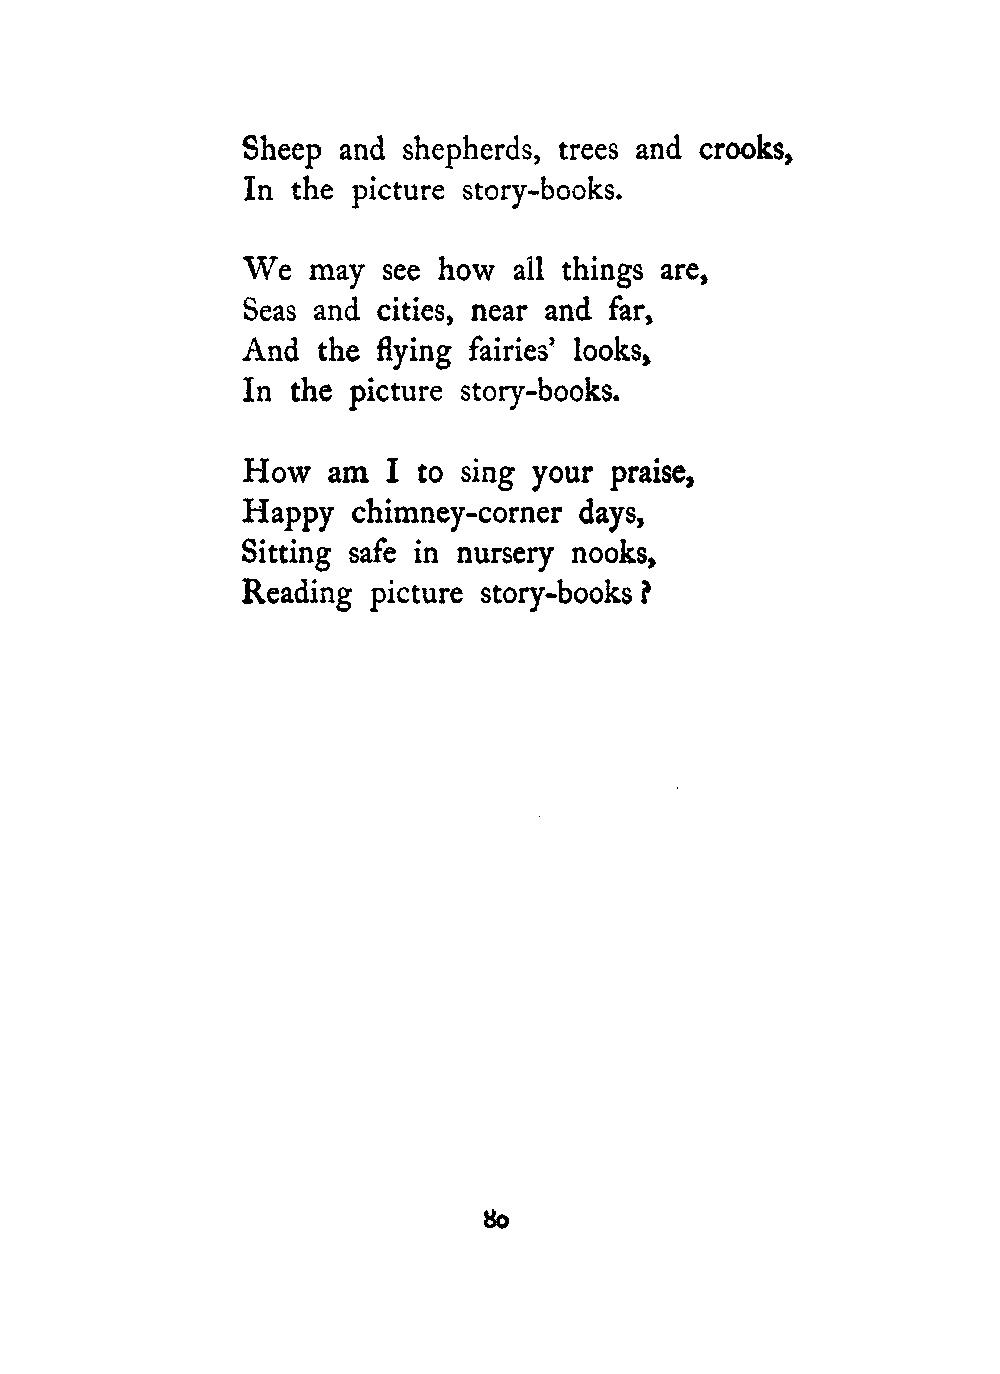 Sheep and shepherds, trees and crooks,
In the picture story-books.

We may see how all things are,
Seas and cities, near and far,
And the flying fairies' looks,
In the picture story-books.

How am I to sing your praise,
Happy chimney-corner days,
Sitting safe in nursery nooks,
Reading picture story-books?

80